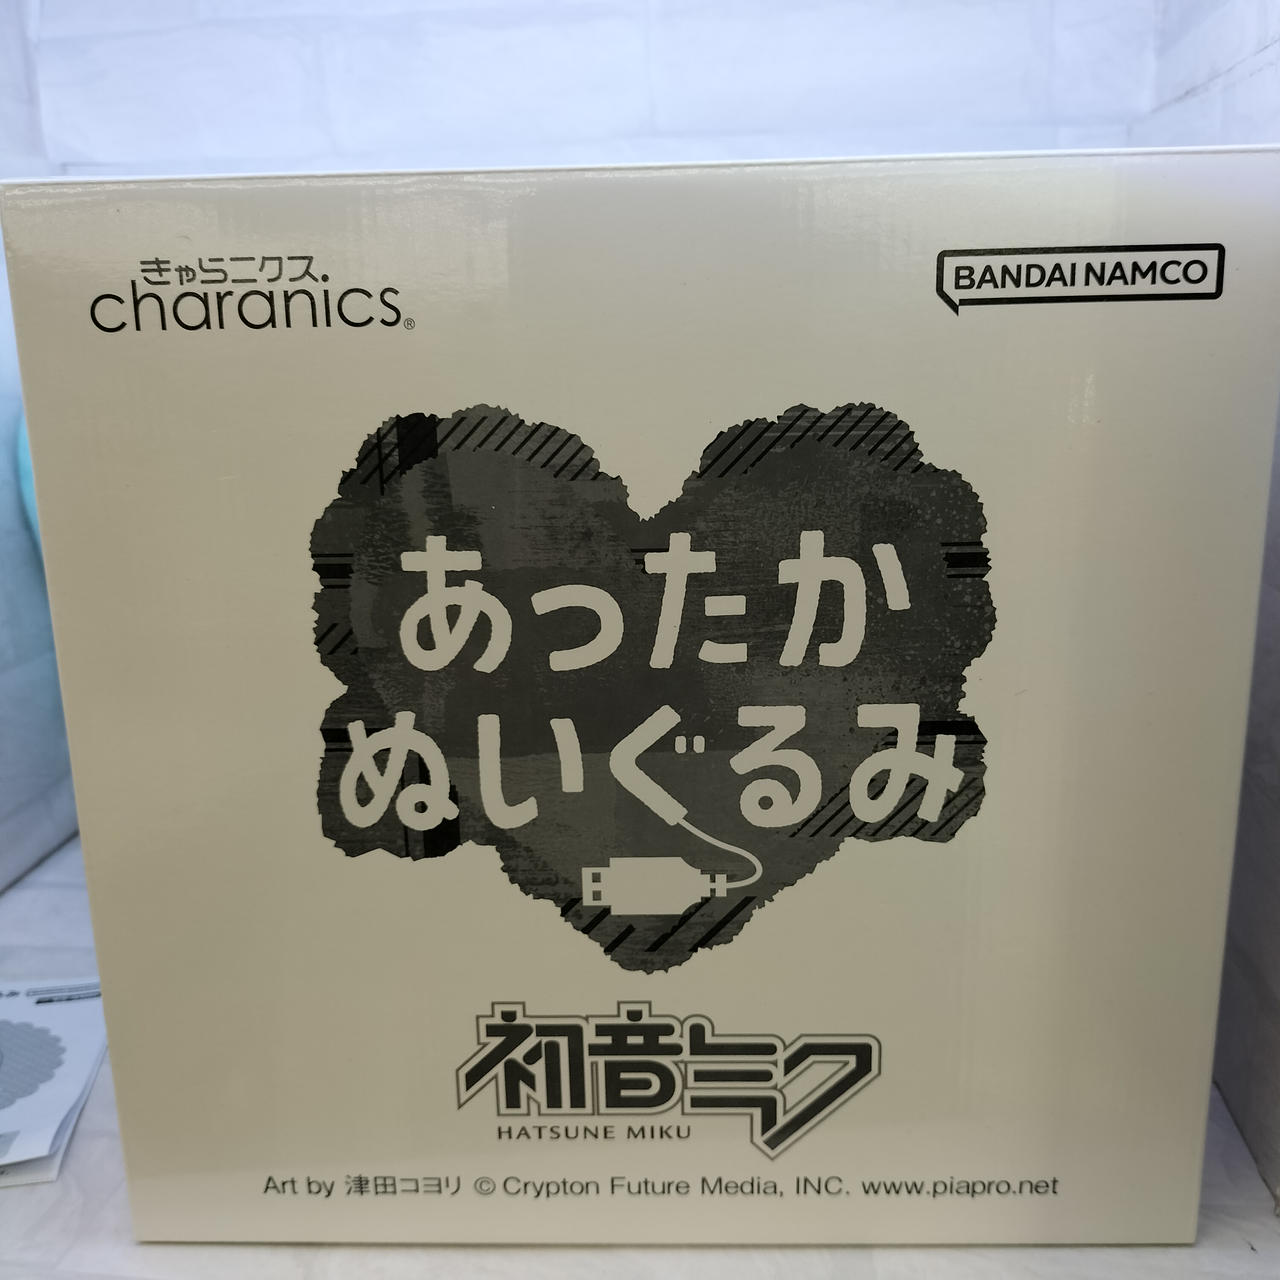 きゃらニクス.
charanics®
BANDAI NAMCO
あったか
ぬいぐるみ
初音ミク
HATSUNE MIKU
Art by 津田コヨリ © Crypton Future Media, INC. www.piapro.net